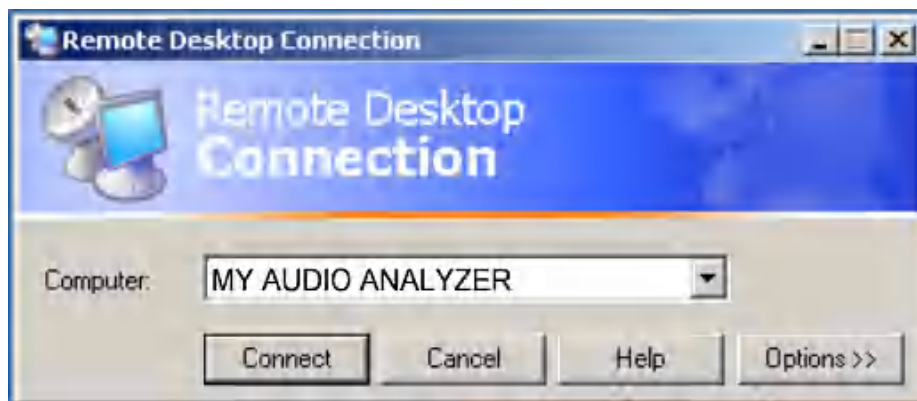 Remote Desktop Connection
Remote Desktop
Connection
Computer: MY AUDIO ANALYZER
Connect Cancel Help Options >>